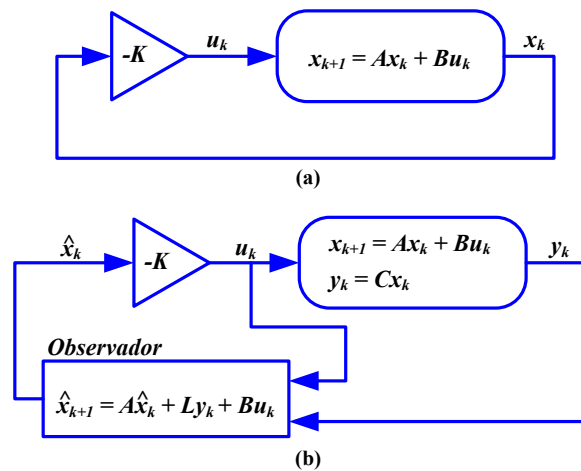 -K
u_k
x_{k+1} = Ax_k + Bu_k
x_k
(a)
x̂_k
-K
u_k
x_{k+1} = Ax_k + Bu_k
y_k = Cx_k
y_k
Observador
x̂_{k+1} = Ax̂_k + Ly_k + Bu_k
(b)